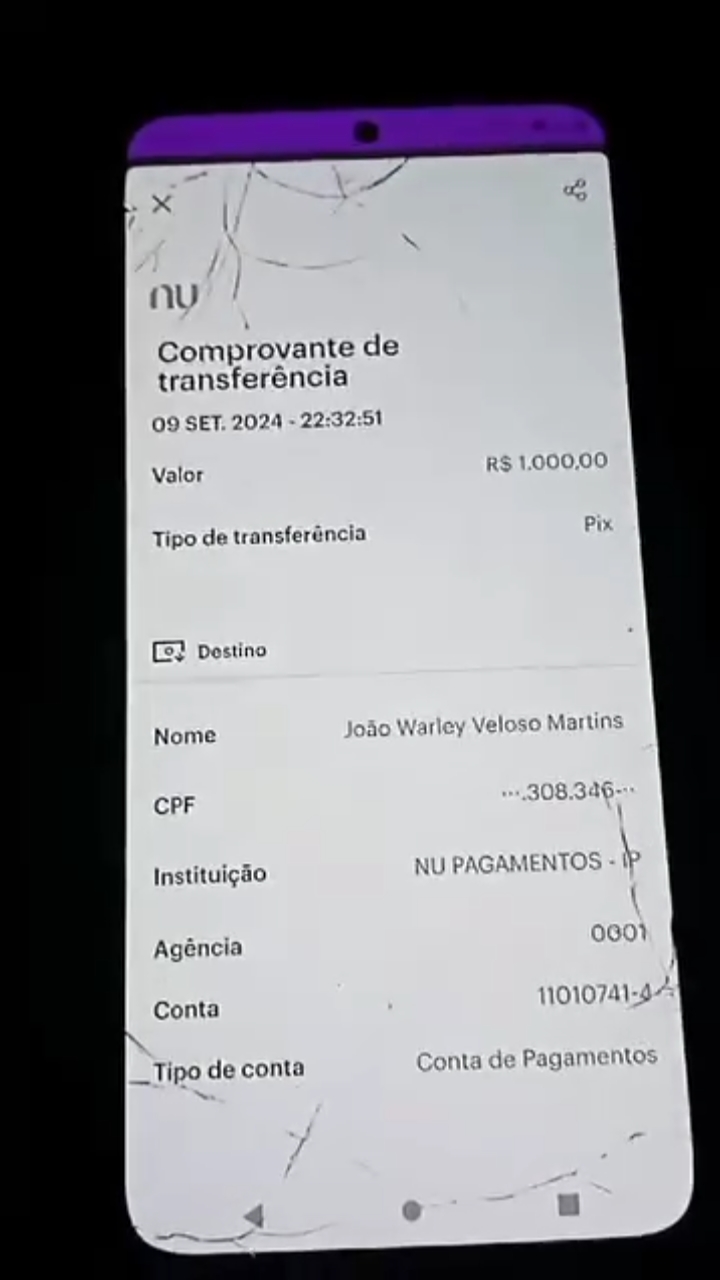 nu
Comprovante de
transferência
09 SET. 2024 - 22:32:51
Valor R$ 1.000,00
Tipo de transferência Pix
Destino
Nome João Warley Veloso Martins
CPF ···.308.346-··
Instituição NU PAGAMENTOS - IP
Agência 0001
Conta 11010741-4
Tipo de conta Conta de Pagamentos